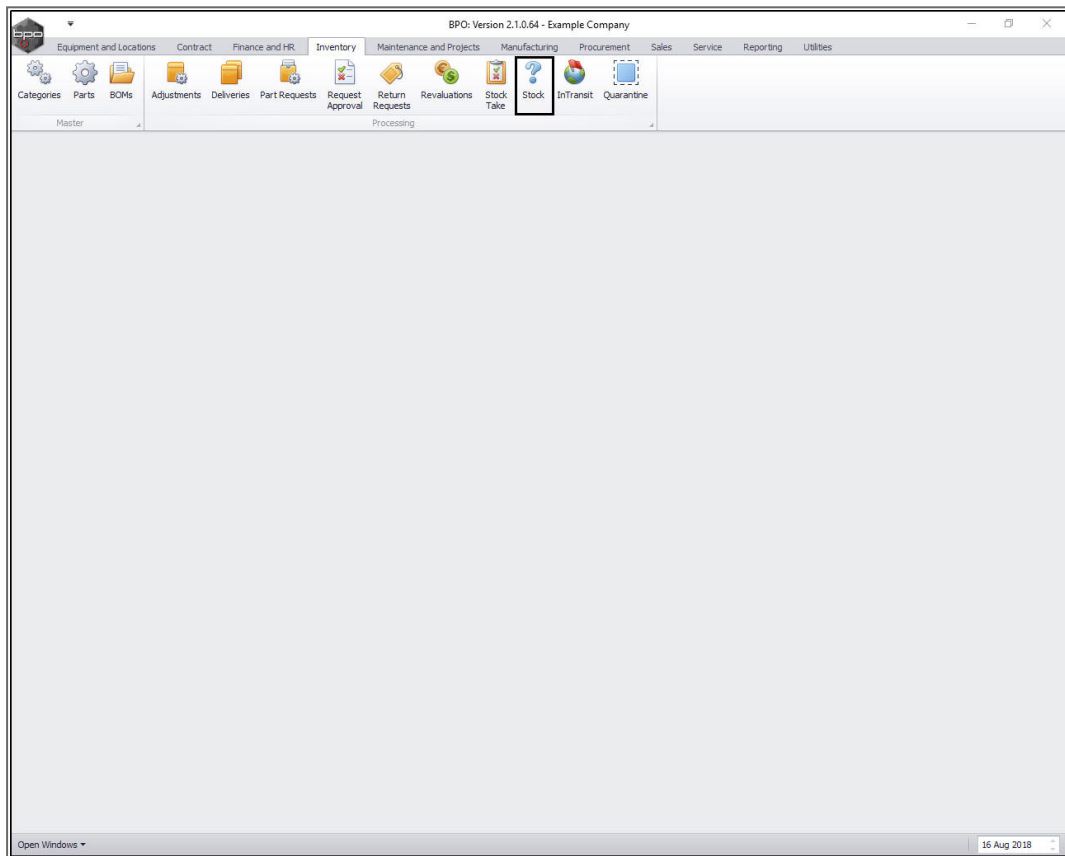 bpo
BPO: Version 2.1.0.64 - Example Company
Equipment and Locations Contract Finance and HR Inventory Maintenance and Projects Manufacturing Procurement Sales Service Reporting Utilities
Categories Parts BOMs Adjustments Deliveries Part Requests Request Approval Return Requests Revaluations Stock Take Stock InTransit Quarantine
Master Processing
Open Windows 16 Aug 2018